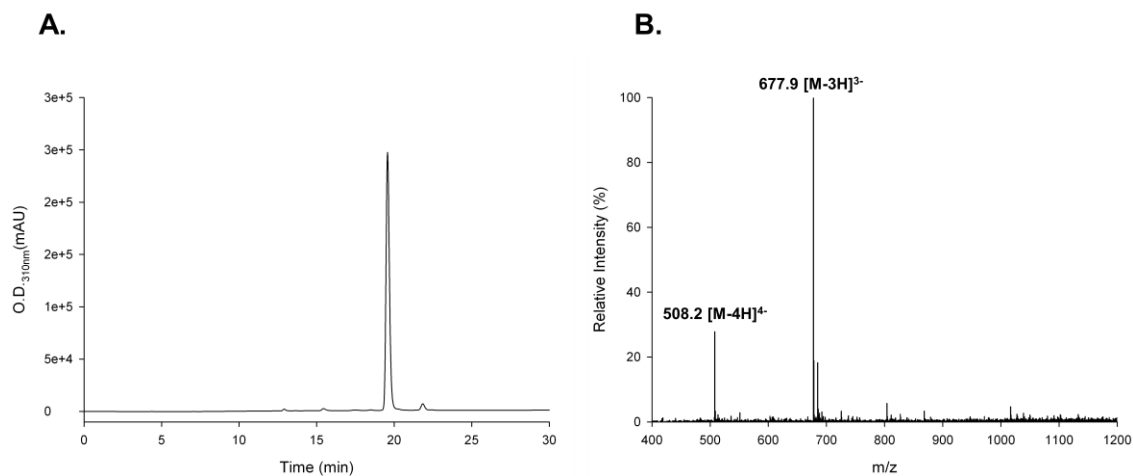 A.
B.
3e+5
3e+5
2e+5
2e+5
1e+5
5e+4
0
O.D.310nm(mAU)
0 5 10 15 20 25 30
Time (min)
677.9 [M-3H]3-
508.2 [M-4H]4-
100
80
60
40
20
0
Relative Intensity (%)
400 500 600 700 800 900 1000 1100 1200
m/z